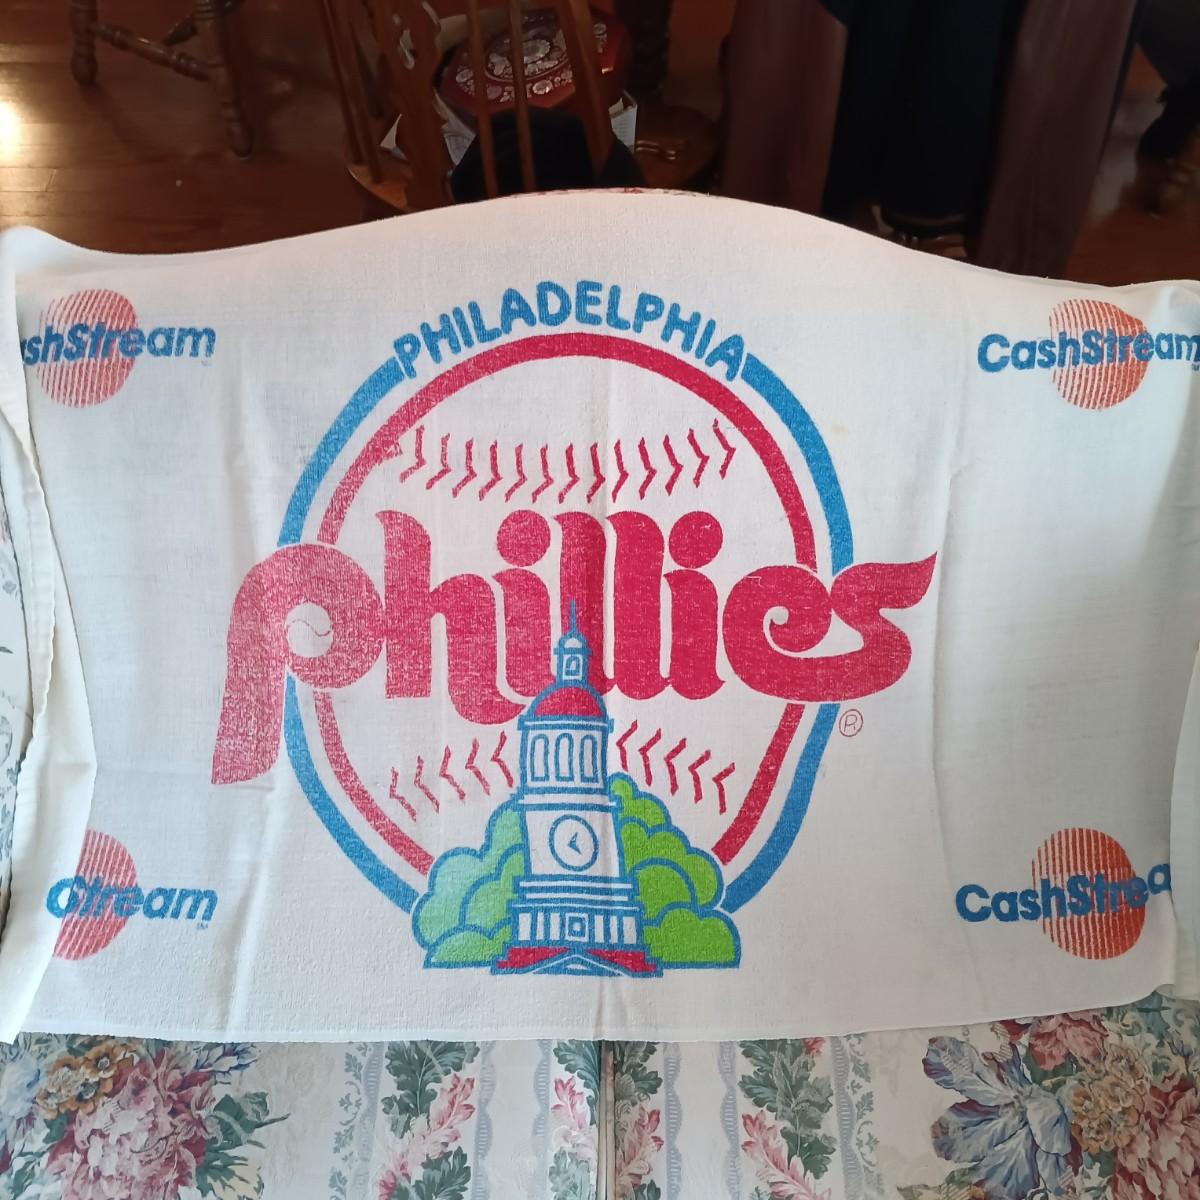 PHILADELPHIA
shStream
CashStream
phillies
®
Stream
CashStrea